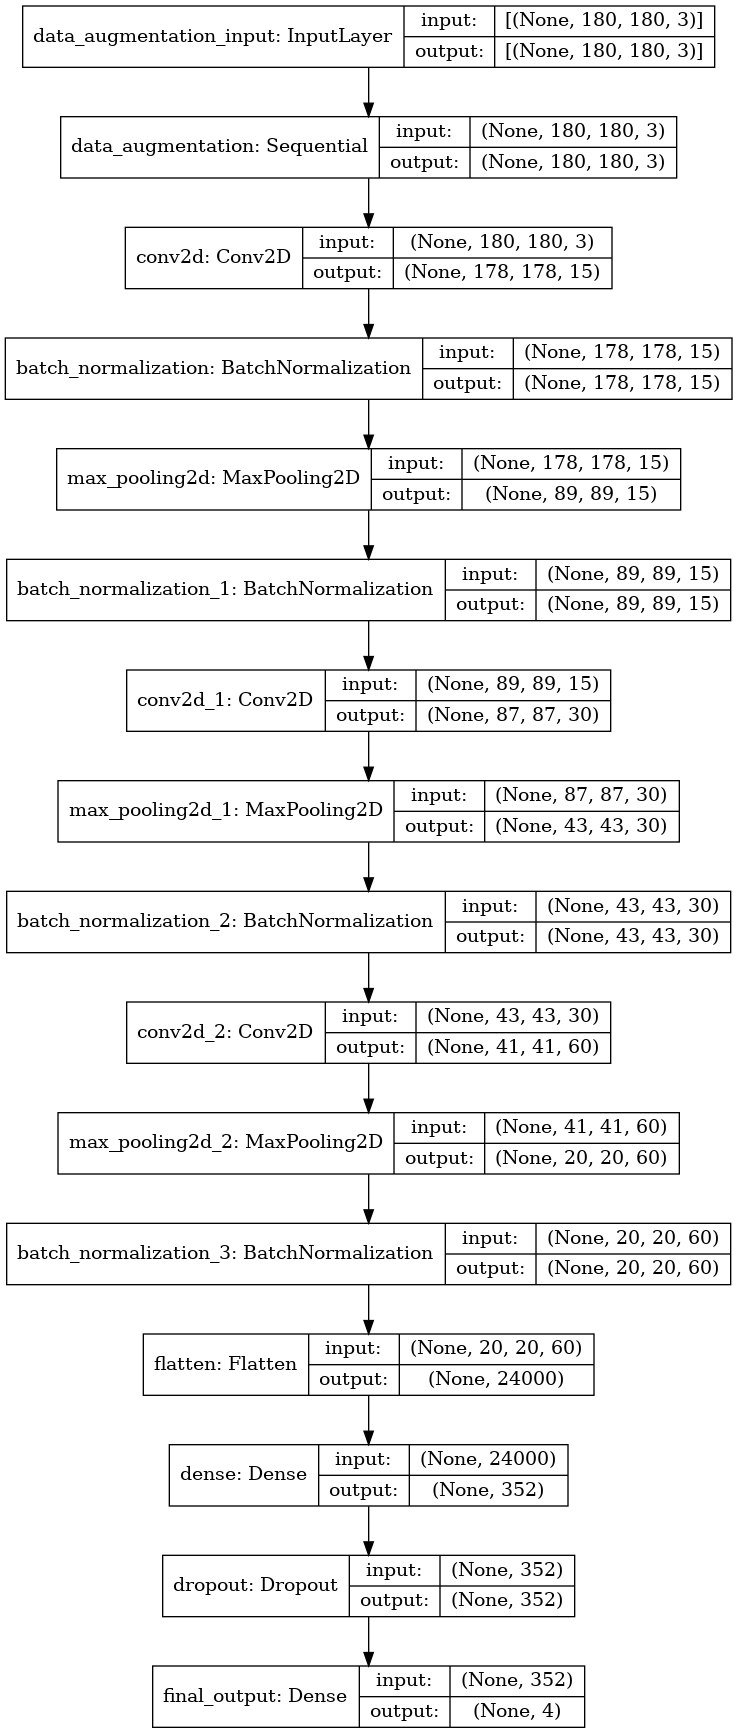 data_augmentation_input: InputLayer
input:
[(None, 180, 180, 3)]
output:
[(None, 180, 180, 3)]
data_augmentation: Sequential
input:
(None, 180, 180, 3)
output:
(None, 180, 180, 3)
conv2d: Conv2D
input:
(None, 180, 180, 3)
output:
(None, 178, 178, 15)
batch_normalization: BatchNormalization
input:
(None, 178, 178, 15)
output:
(None, 178, 178, 15)
max_pooling2d: MaxPooling2D
input:
(None, 178, 178, 15)
output:
(None, 89, 89, 15)
batch_normalization_1: BatchNormalization
input:
(None, 89, 89, 15)
output:
(None, 89, 89, 15)
conv2d_1: Conv2D
input:
(None, 89, 89, 15)
output:
(None, 87, 87, 30)
max_pooling2d_1: MaxPooling2D
input:
(None, 87, 87, 30)
output:
(None, 43, 43, 30)
batch_normalization_2: BatchNormalization
input:
(None, 43, 43, 30)
output:
(None, 43, 43, 30)
conv2d_2: Conv2D
input:
(None, 43, 43, 30)
output:
(None, 41, 41, 60)
max_pooling2d_2: MaxPooling2D
input:
(None, 41, 41, 60)
output:
(None, 20, 20, 60)
batch_normalization_3: BatchNormalization
input:
(None, 20, 20, 60)
output:
(None, 20, 20, 60)
flatten: Flatten
input:
(None, 20, 20, 60)
output:
(None, 24000)
dense: Dense
input:
(None, 24000)
output:
(None, 352)
dropout: Dropout
input:
(None, 352)
output:
(None, 352)
final_output: Dense
input:
(None, 352)
output:
(None, 4)